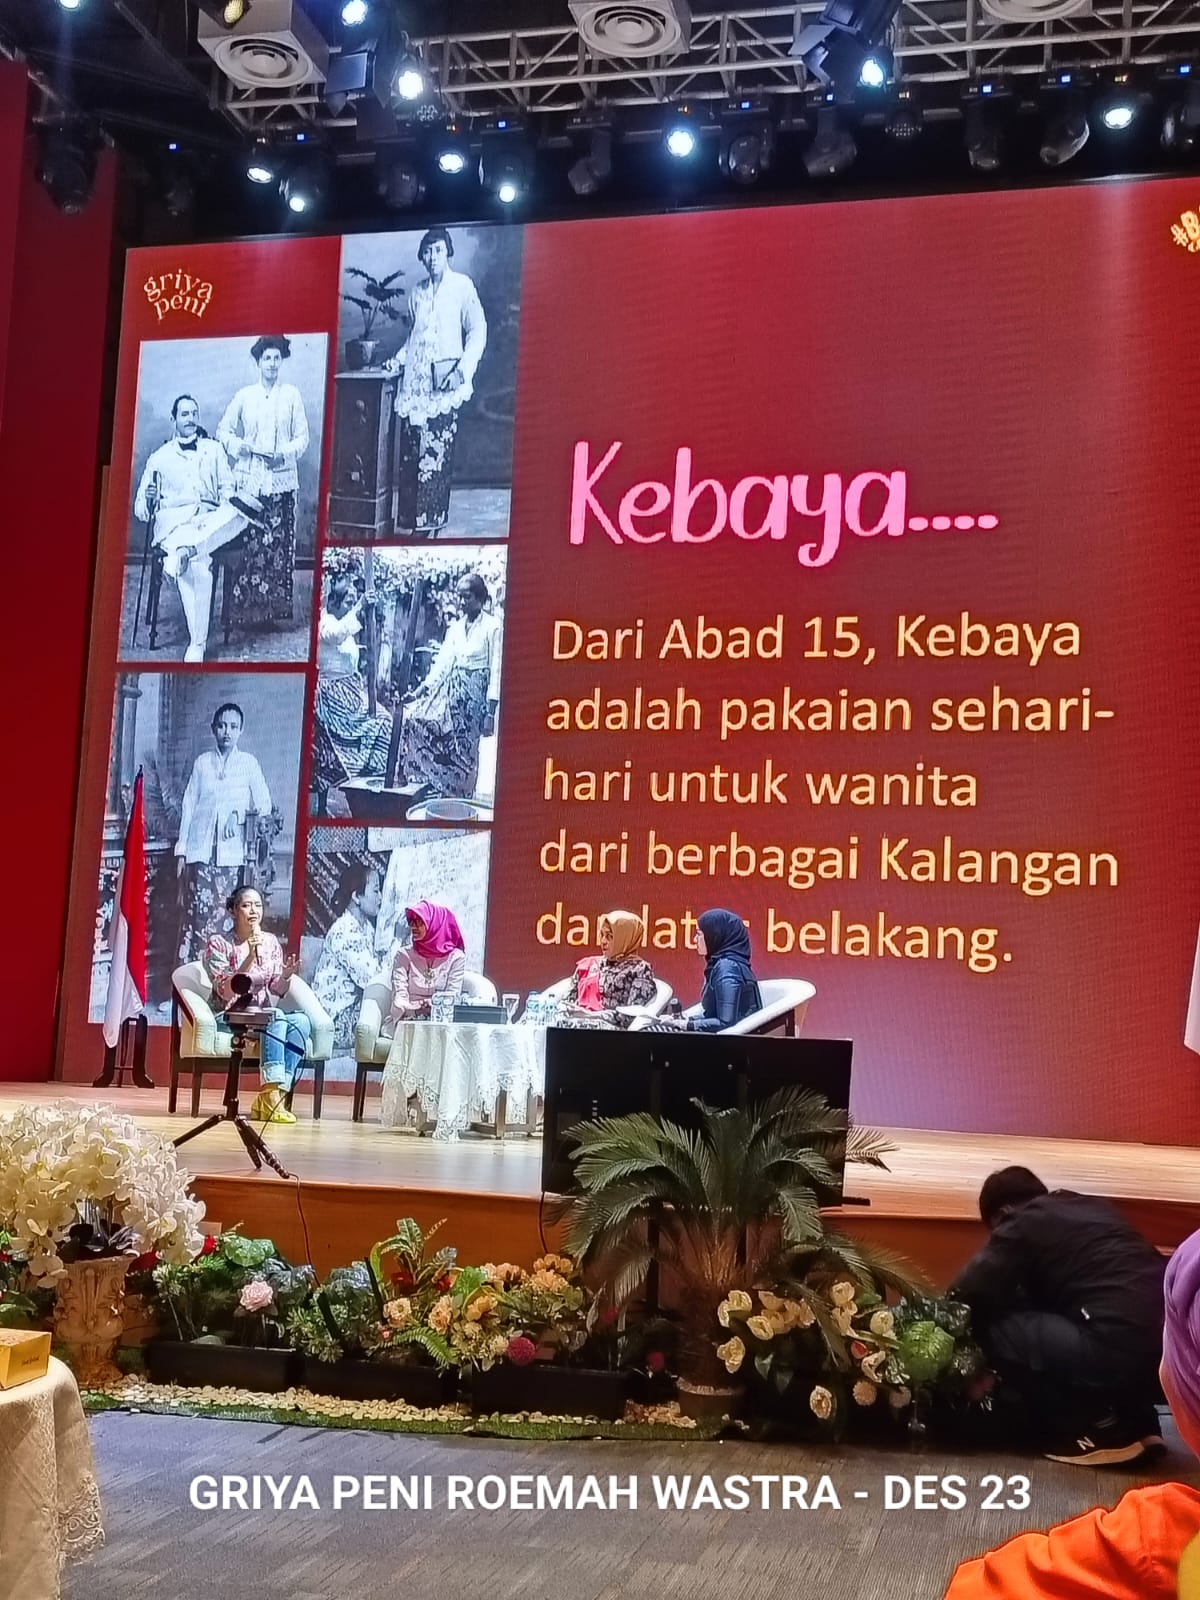 griya
peni
#B
Kebaya....
Dari Abad 15, Kebaya
adalah pakaian sehari-
hari untuk wanita
dari berbagai Kalangan
belakang.
GRIYA PENI ROEMAH WASTRA - DES 23